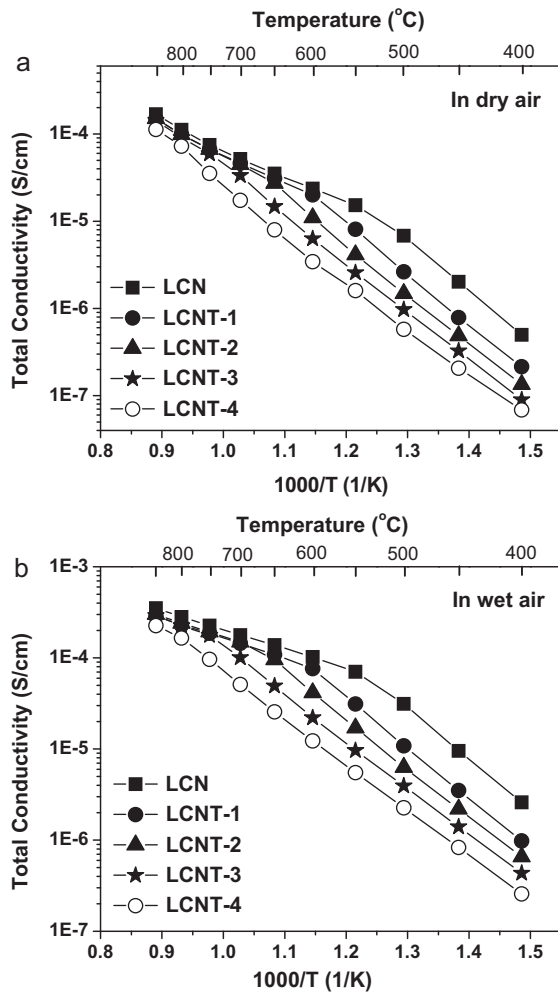 Temperature (°C)
800 700 600 500 400
a
In dry air
1E-4
1E-5
1E-6
1E-7
Total Conductivity (S/cm)
LCN
LCNT-1
LCNT-2
LCNT-3
LCNT-4
0.8 0.9 1.0 1.1 1.2 1.3 1.4 1.5
1000/T (1/K)
Temperature (°C)
800 700 600 500 400
b
In wet air
1E-3
1E-4
1E-5
1E-6
1E-7
Total Conductivity (S/cm)
LCN
LCNT-1
LCNT-2
LCNT-3
LCNT-4
0.8 0.9 1.0 1.1 1.2 1.3 1.4 1.5
1000/T (1/K)